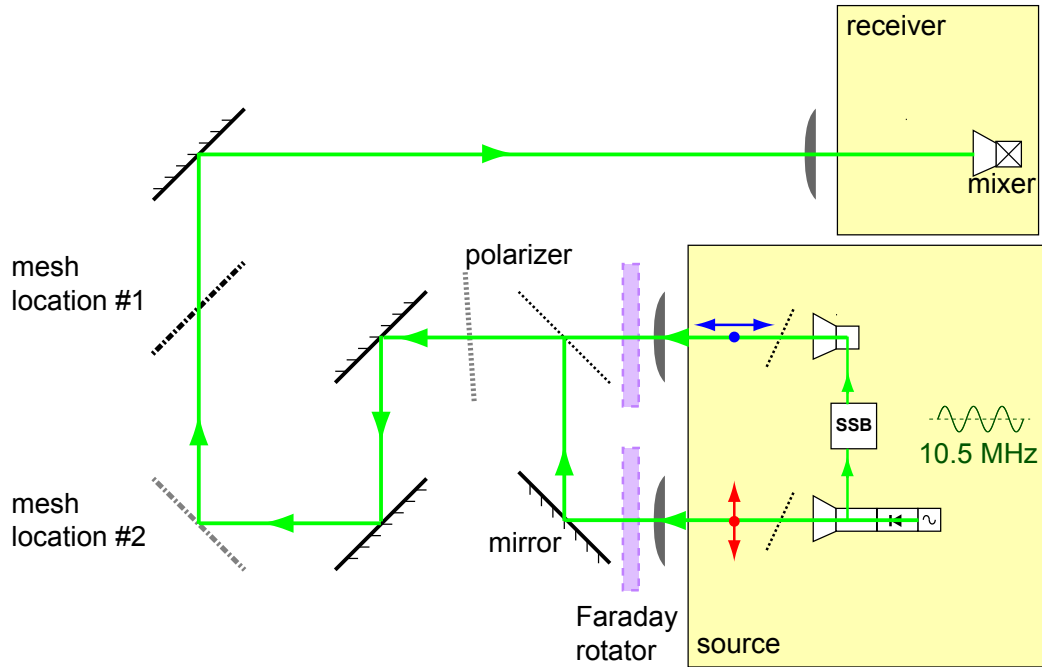 receiver
mixer
mesh
location #1
polarizer
SSB
10.5 MHz
mesh
location #2
mirror
Faraday
rotator
source